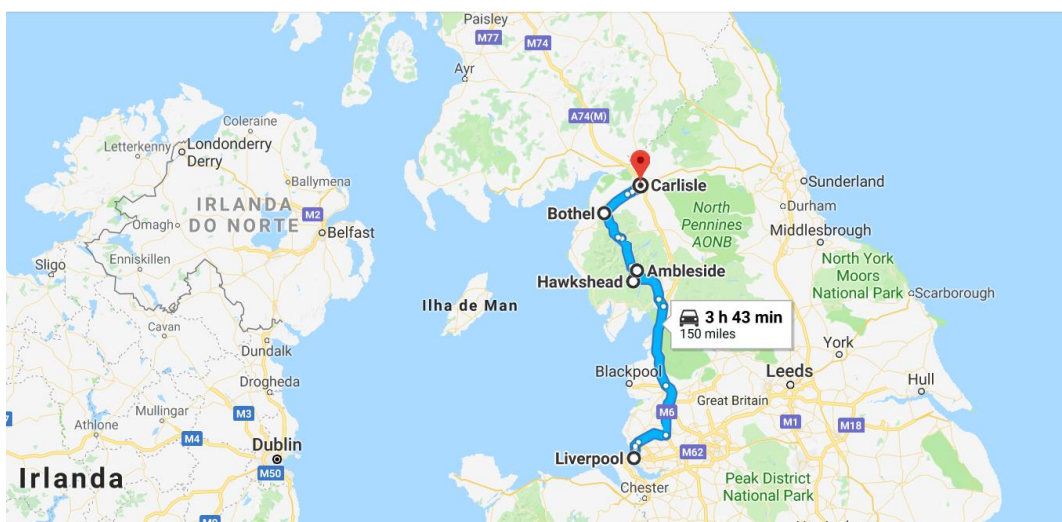 Paisley
M77
M74
Ayr
A74(M)
Coleraine
Letterkenny
Londonderry
Derry
Ballymena
IRLANDA
DO NORTE
M2
Omagh
Belfast
Enniskillen
Sligo
Cavan
Dundalk
Drogheda
Mullingar
M3
Athlone
M4
Dublin
M50
Irlanda
Ilha de Man
Carlisle
Bothel
Ambleside
Hawkshead
3 h 43 min
150 miles
North
Pennines
AONB
Sunderland
Durham
Middlesbrough
North York
Moors
National Park
Scarborough
York
Leeds
Hull
Blackpool
Great Britain
M6
M1
M18
M62
Liverpool
Chester
Peak District
National Park